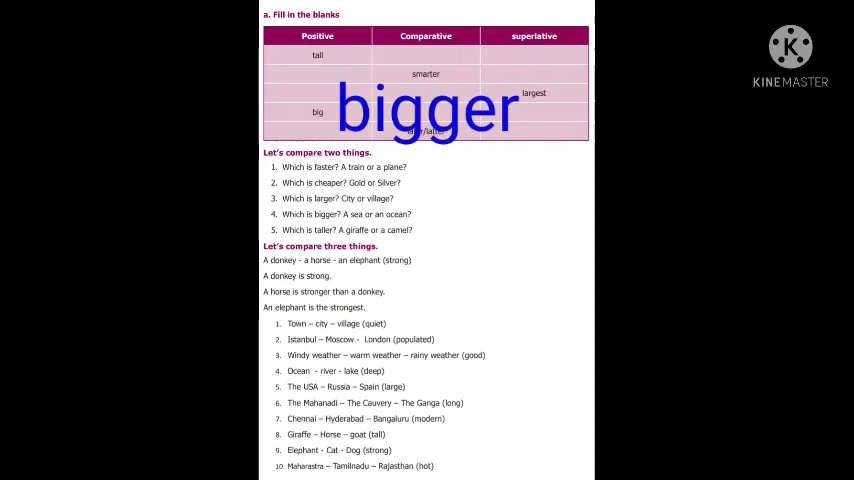 a. Fill in the blanks
Positive Comparative superlative
tall
smarter
largest
big
bigger
later/latter
Let's compare two things.
1. Which is faster? A train or a plane?
2. Which is cheaper? Gold or Silver?
3. Which is larger? City or village?
4. Which is bigger? A sea or an ocean?
5. Which is taller? A giraffe or a camel?
Let's compare three things.
A donkey - a horse - an elephant (strong)
A donkey is strong.
A horse is stronger than a donkey.
An elephant is the strongest.
1. Town – city – village (quiet)
2. Istanbul – Moscow - London (populated)
3. Windy weather – warm weather – rainy weather (good)
4. Ocean - river - lake (deep)
5. The USA – Russia – Spain (large)
6. The Mahanadi – The Cauvery – The Ganga (long)
7. Chennai – Hyderabad – Bangaluru (modern)
8. Giraffe – Horse – goat (tall)
9. Elephant - Cat - Dog (strong)
10. Maharastra – Tamilnadu – Rajasthan (hot)
K
KINEMASTER